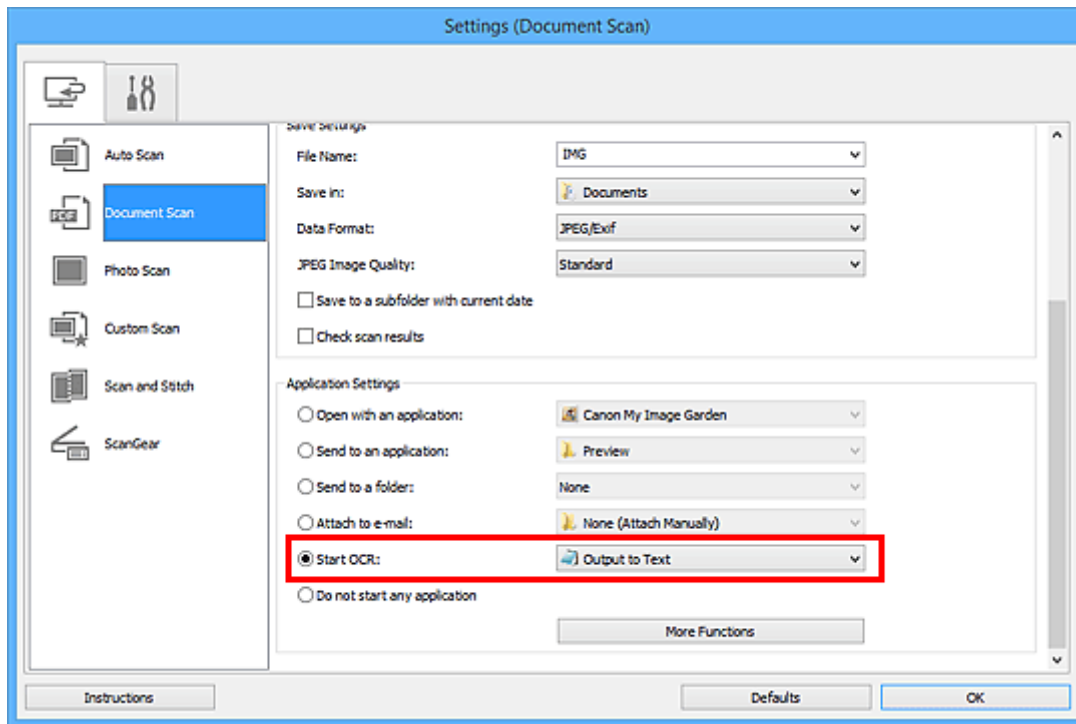 Settings (Document Scan)
Auto Scan
Document Scan
Photo Scan
Custom Scan
Scan and Stitch
ScanGear
Save Settings
File Name: IMG
Save in: Documents
Data Format: JPEG/Exif
JPEG Image Quality: Standard
Save to a subfolder with current date
Check scan results
Application Settings
Open with an application: Canon My Image Garden
Send to an application: Preview
Send to a folder: None
Attach to e-mail: None (Attach Manually)
Start OCR: Output to Text
Do not start any application
More Functions
Instructions Defaults OK